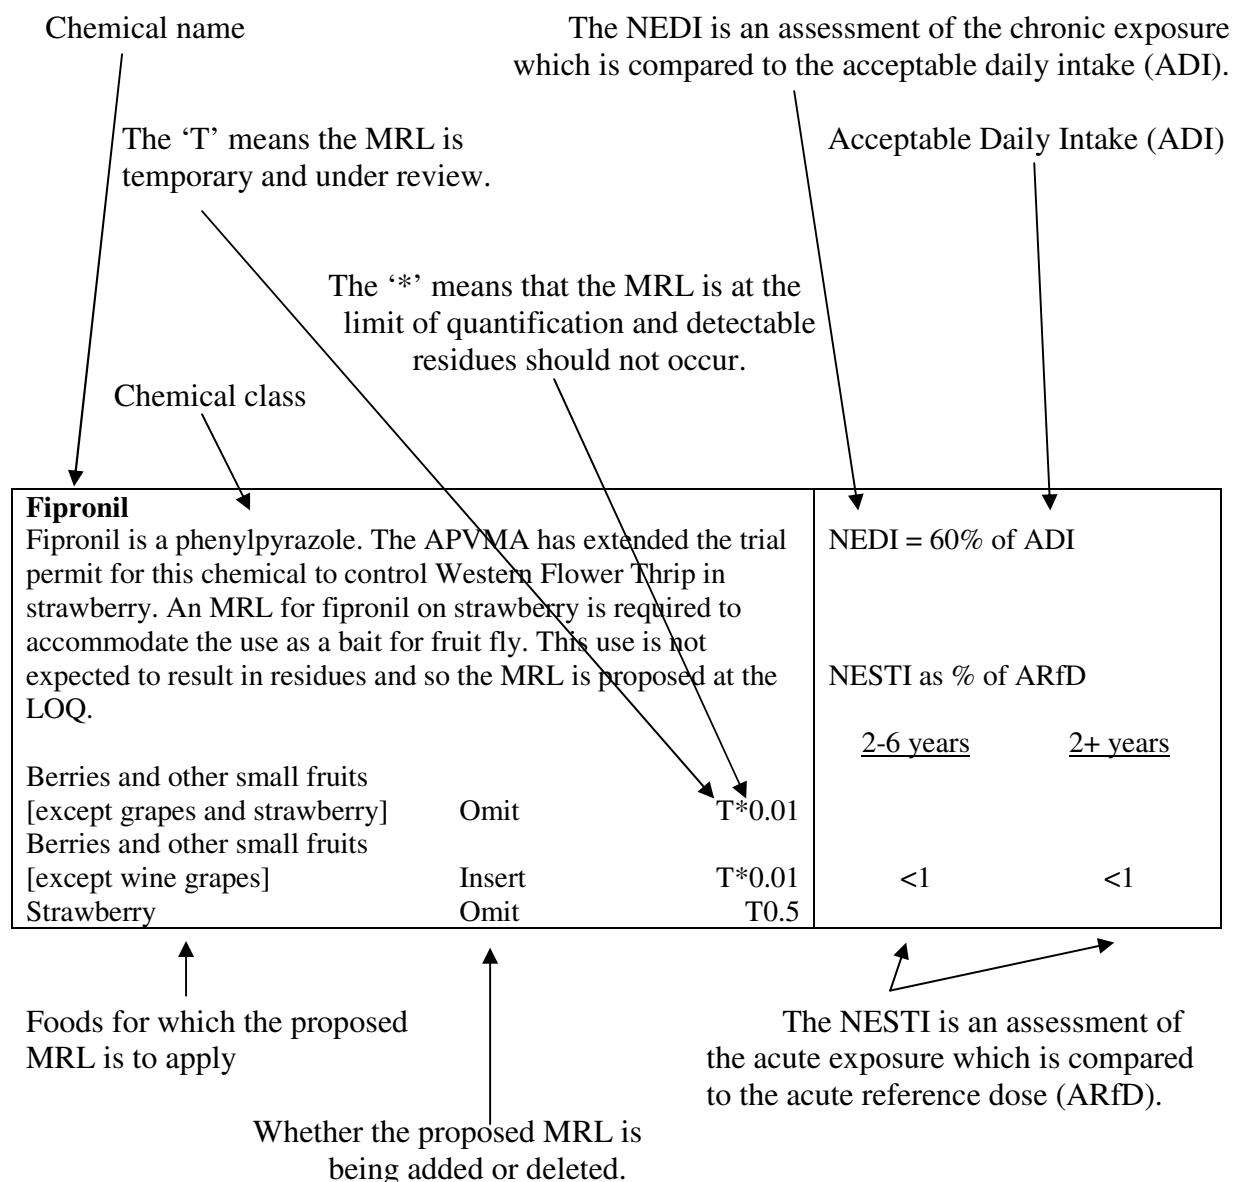 Chemical name
The NEDI is an assessment of the chronic exposure
which is compared to the acceptable daily intake (ADI).
The ‘T’ means the MRL is
temporary and under review.
Acceptable Daily Intake (ADI)
The ‘*’ means that the MRL is at the
limit of quantification and detectable
residues should not occur.
Chemical class
Fipronil
Fipronil is a phenylpyrazole. The APVMA has extended the trial
permit for this chemical to control Western Flower Thrip in
strawberry. An MRL for fipronil on strawberry is required to
accommodate the use as a bait for fruit fly. This use is not
expected to result in residues and so the MRL is proposed at the
LOQ.
NEDI = 60% of ADI
NESTI as % of ARfD
2-6 years 2+ years
Berries and other small fruits
[except grapes and strawberry] Omit T*0.01
Berries and other small fruits
[except wine grapes] Insert T*0.01 <1 <1
Strawberry Omit T0.5
Foods for which the proposed
MRL is to apply
The NESTI is an assessment of
the acute exposure which is compared
to the acute reference dose (ARfD).
Whether the proposed MRL is
being added or deleted.